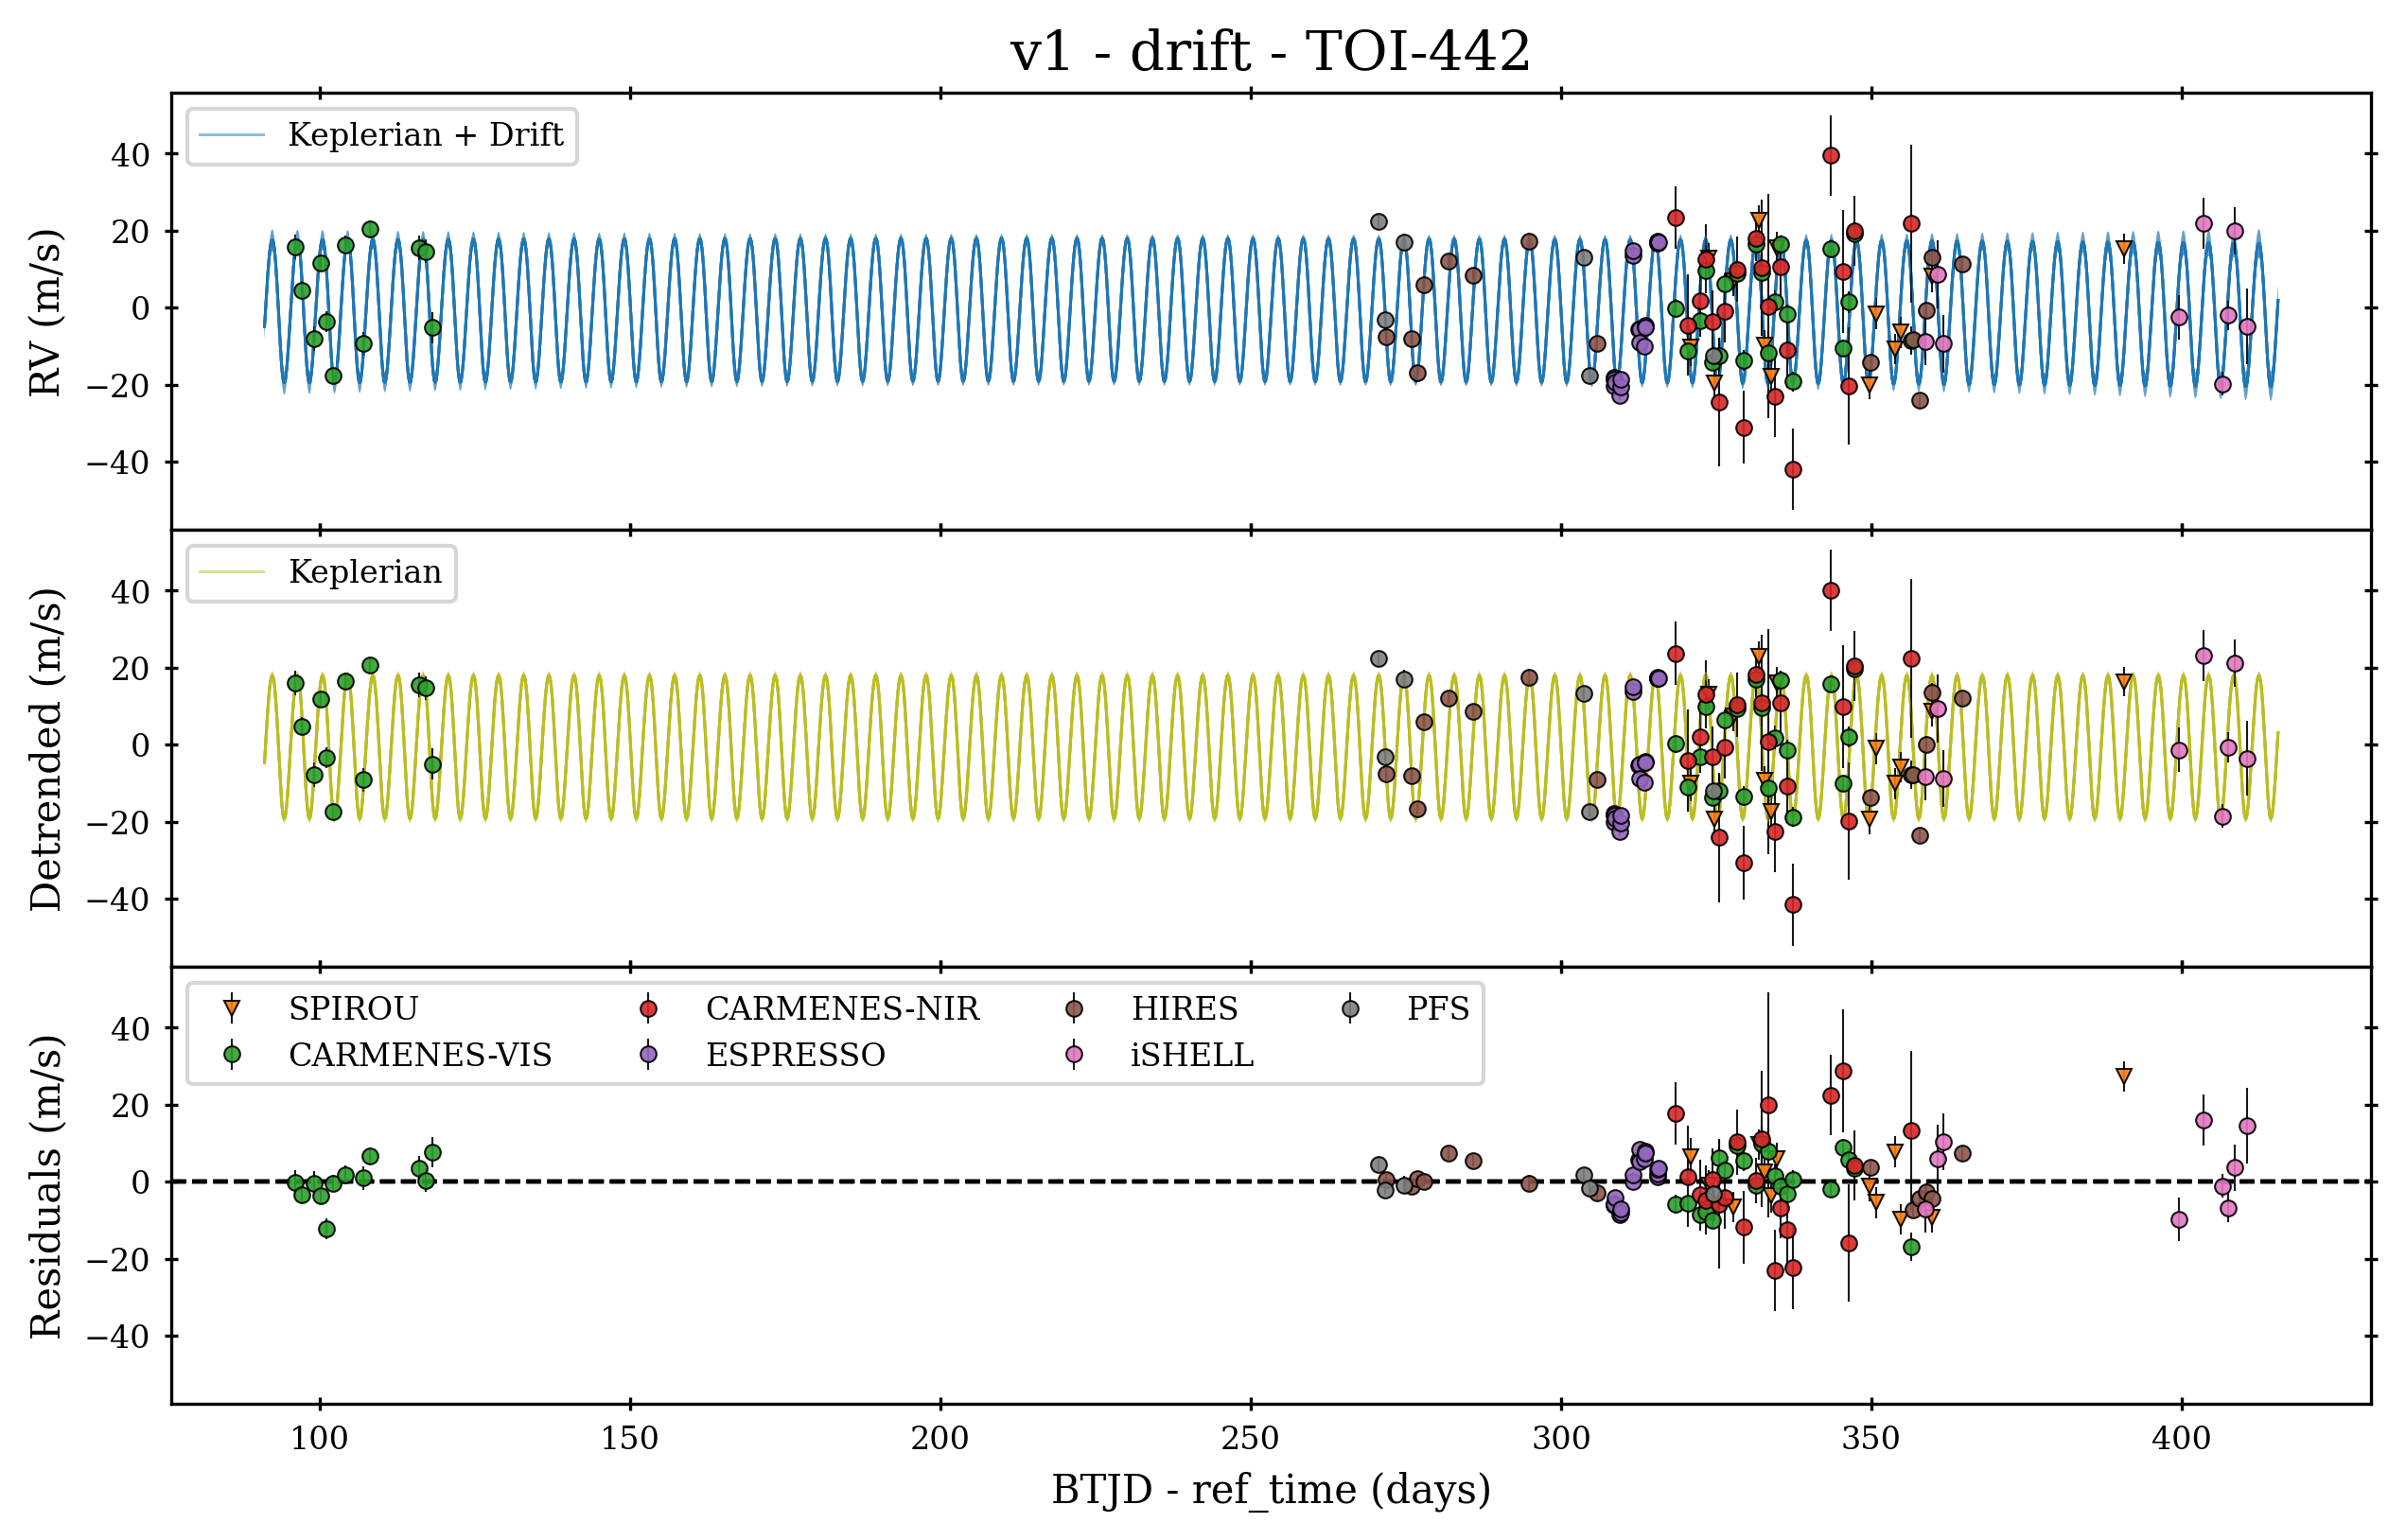 v1 - drift - TOI-442
Keplerian + Drift
RV (m/s)
40
20
0
−20
−40
Keplerian
Detrended (m/s)
40
20
0
−20
−40
SPIROU CARMENES-NIR HIRES PFS
CARMENES-VIS ESPRESSO iSHELL
Residuals (m/s)
40
20
0
−20
−40
100 150 200 250 300 350 400
BTJD - ref_time (days)